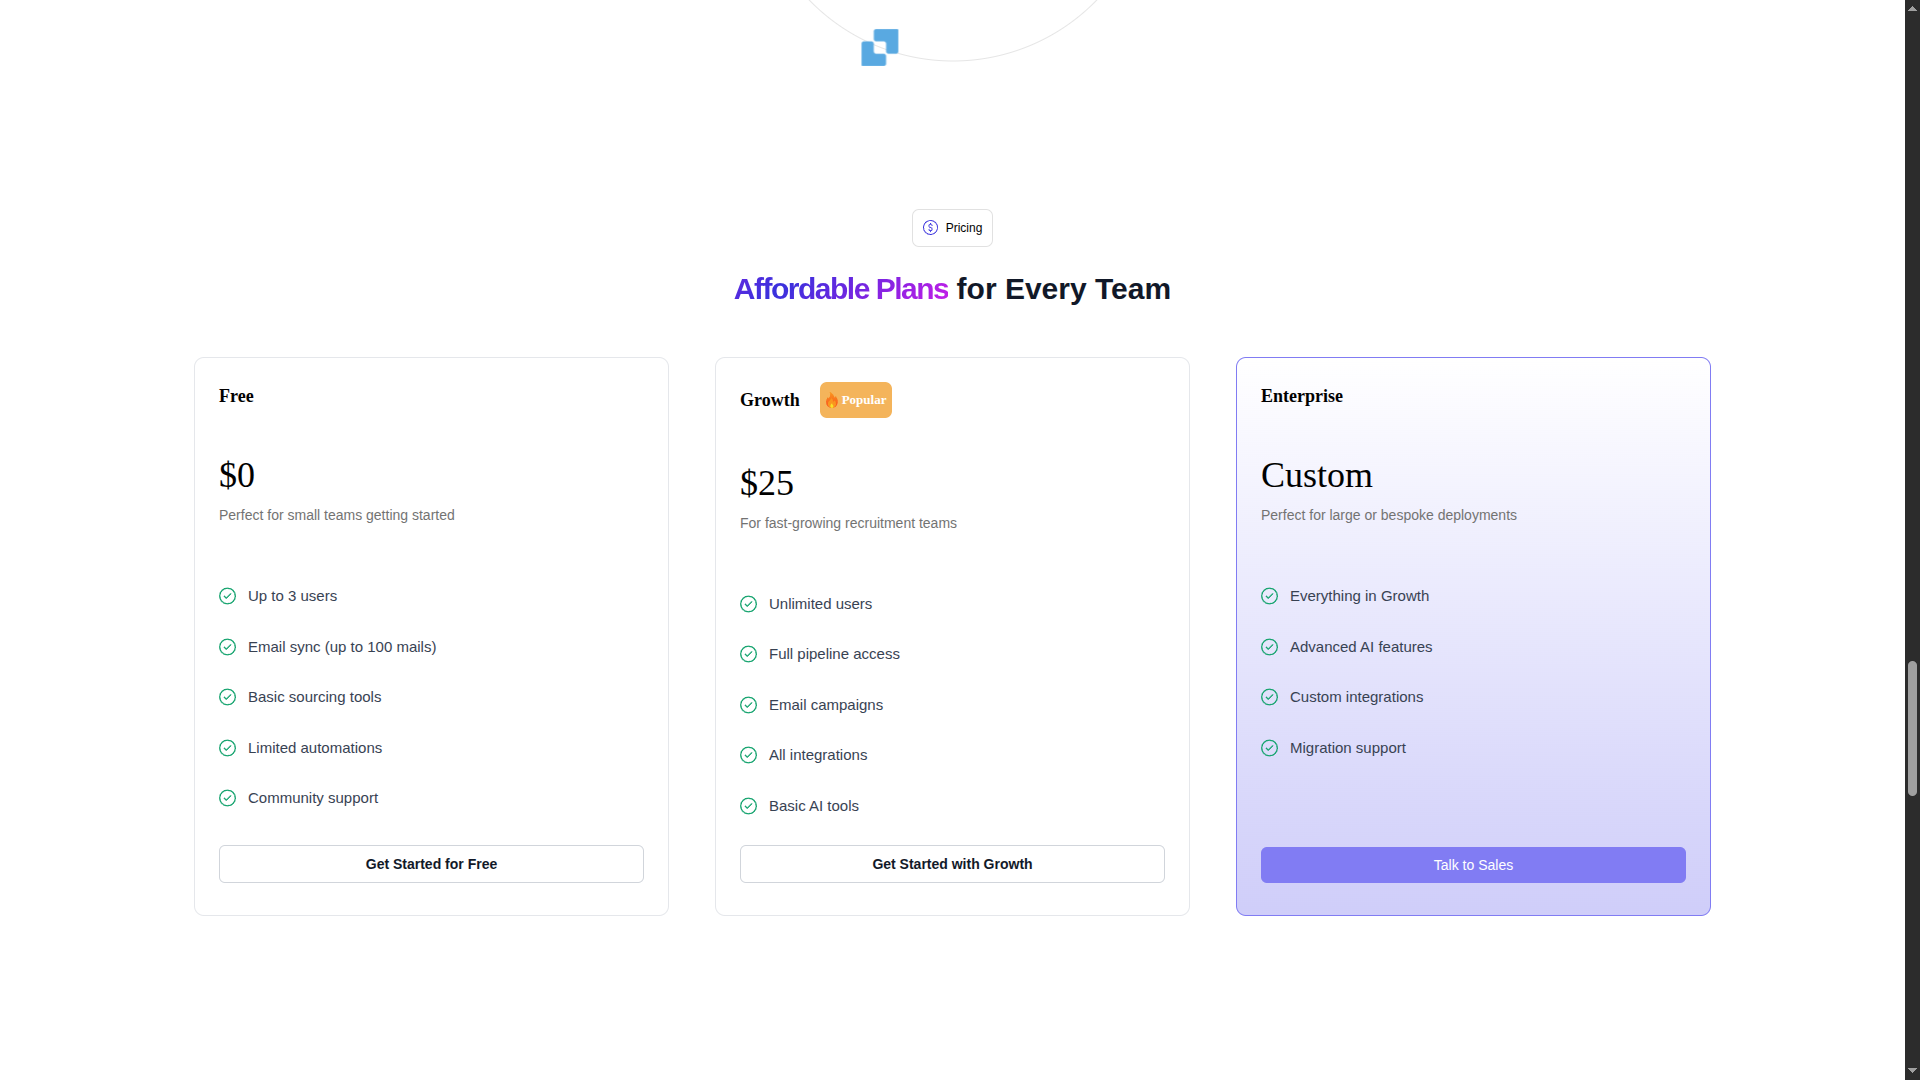 Pricing
Affordable Plans for Every Team
Free
$0
Perfect for small teams getting started
Up to 3 users
Email sync (up to 100 mails)
Basic sourcing tools
Limited automations
Community support
Get Started for Free
Growth
Popular
$25
For fast-growing recruitment teams
Unlimited users
Full pipeline access
Email campaigns
All integrations
Basic AI tools
Get Started with Growth
Enterprise
Custom
Perfect for large or bespoke deployments
Everything in Growth
Advanced AI features
Custom integrations
Migration support
Talk to Sales